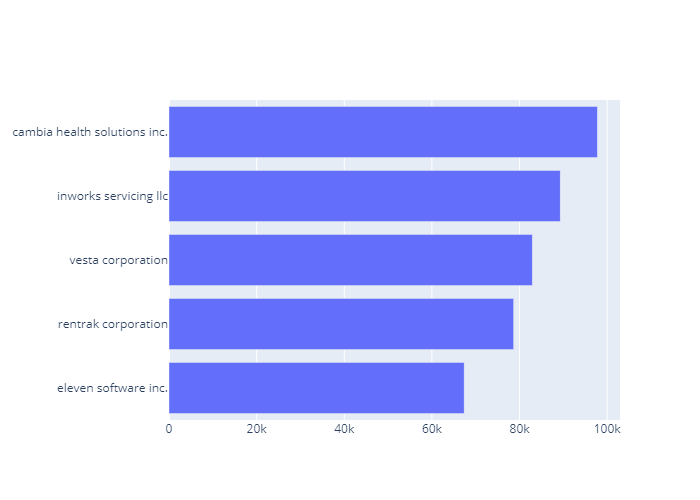 cambia health solutions inc.
inworks servicing llc
vesta corporation
rentrak corporation
eleven software inc.
0 20k 40k 60k 80k 100k